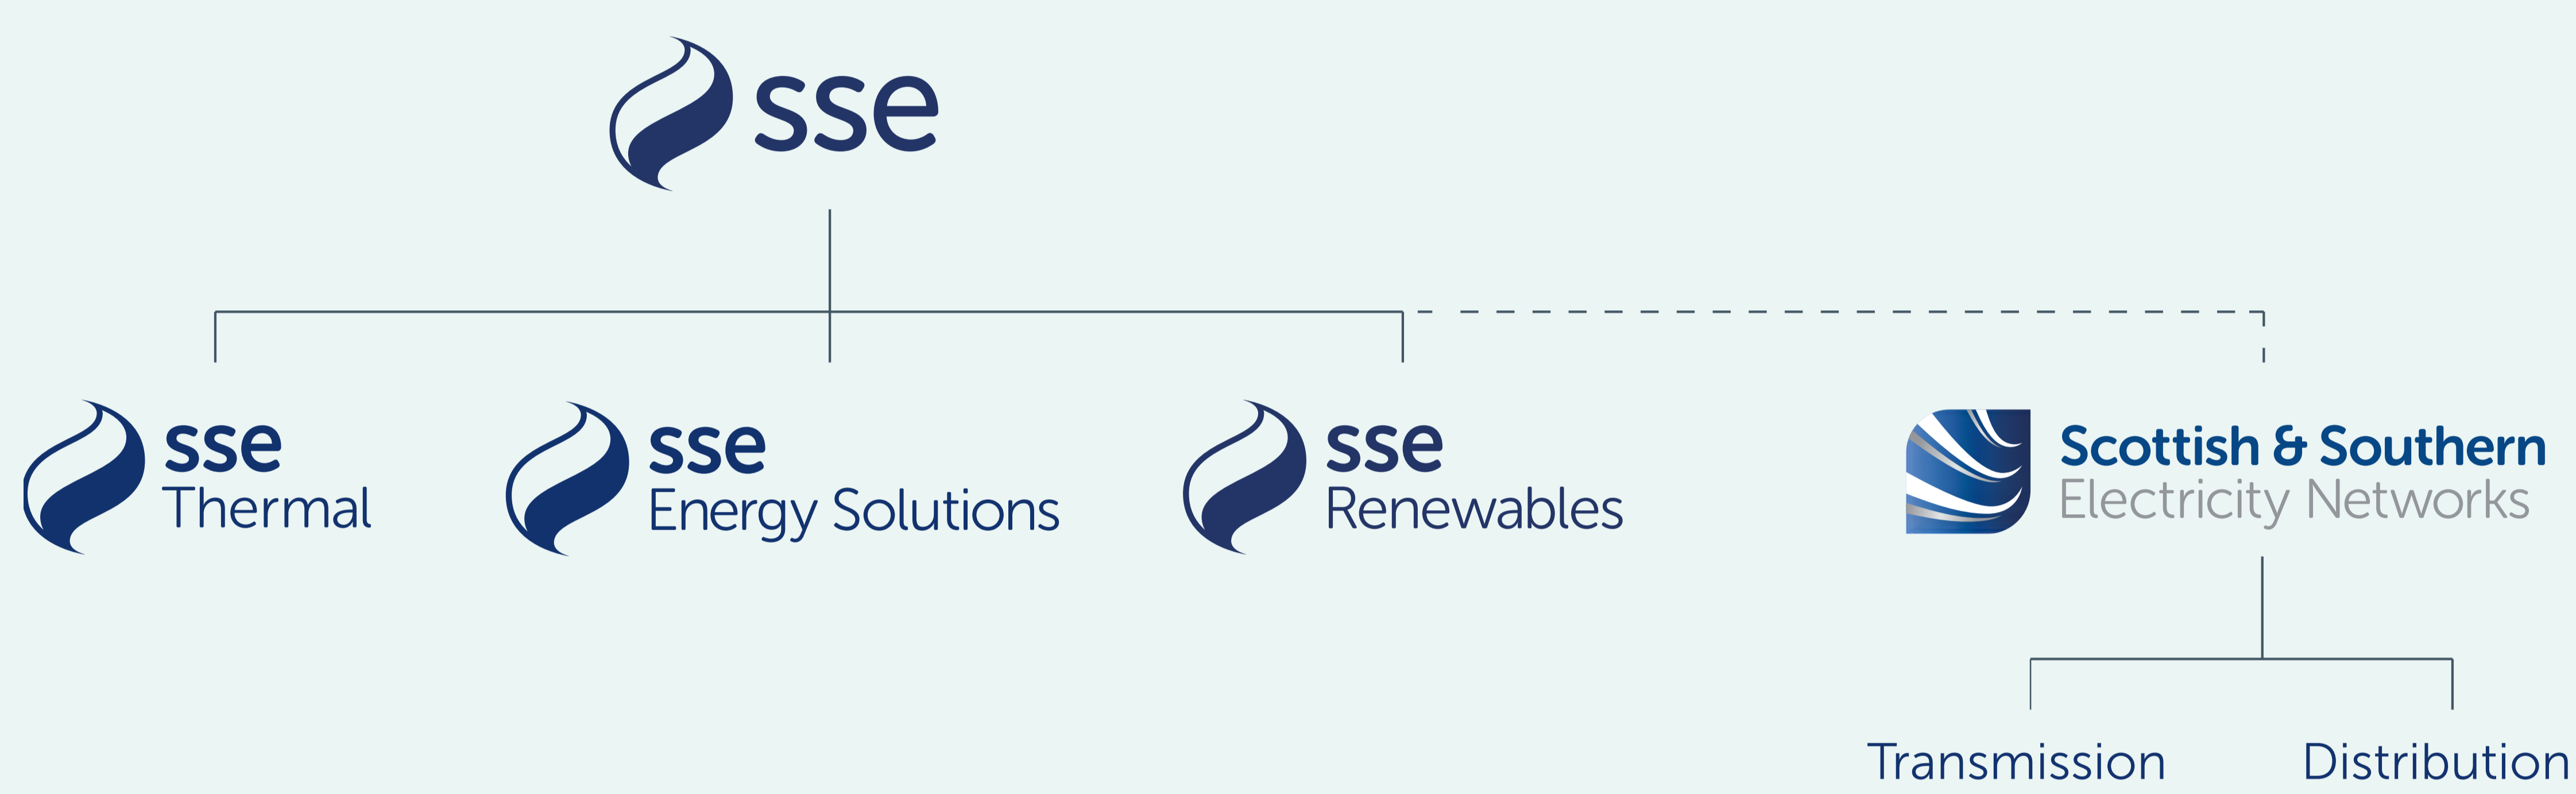 sse
sse
Thermal
sse
Energy Solutions
sse
Renewables
Scottish & Southern
Electricity Networks
Transmission
Distribution